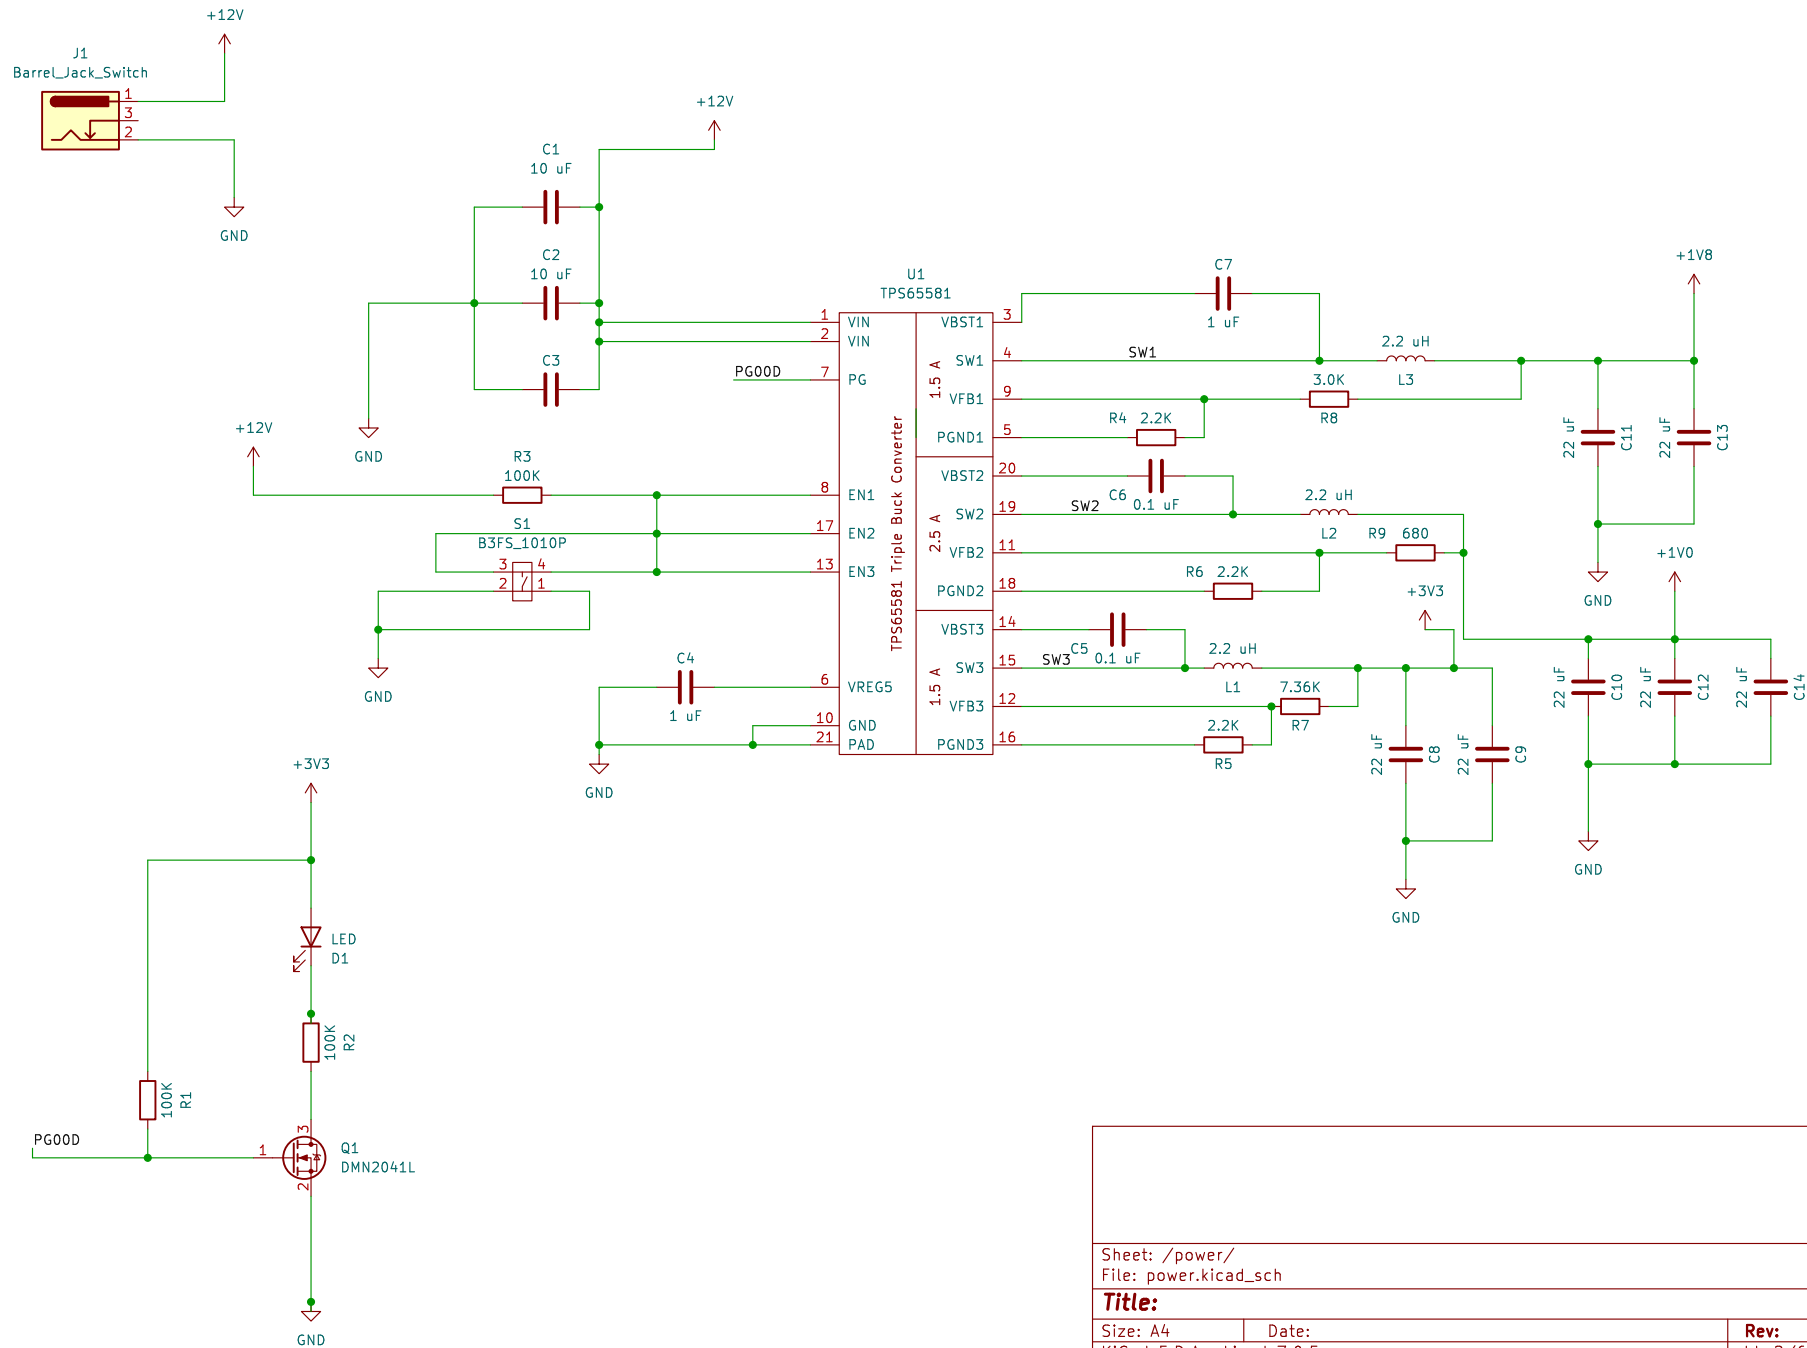 +12V
J1
Barrel_Jack_Switch
1
3
2
GND
+12V
C1
10 uF
C2
10 uF
C3
GND
+12V
R3
100K
S1
B3FS_1010P
3
4
2
1
GND
C4
1 uF
GND
PGOOD
U1
TPS65581
TPS65581 Triple Buck Converter
1.5 A
2.5 A
1.5 A
1
VIN
2
VIN
7
PG
8
EN1
17
EN2
13
EN3
6
VREG5
10
GND
21
PAD
VBST1
3
SW1
4
VFB1
9
PGND1
5
VBST2
20
SW2
19
VFB2
11
PGND2
18
VBST3
14
SW3
15
VFB3
12
PGND3
16
C7
1 uF
SW1
2.2 uH
L3
3.0K
R8
R4
2.2K
+1V8
22 uF
C11
22 uF
C13
GND
C6
0.1 uF
SW2
2.2 uH
L2
R9
680
R6
2.2K
+1V0
22 uF
C10
22 uF
C12
22 uF
C14
GND
C5
0.1 uF
SW3
2.2 uH
L1
+3V3
7.36K
R7
2.2K
R5
22 uF
C8
22 uF
C9
GND
+3V3
LED
D1
100K
R2
100K
R1
PGOOD
1
3
2
Q1
DMN2041L
GND
Sheet: /power/
File: power.kicad_sch
Title:
Size: A4
Date:
Rev: